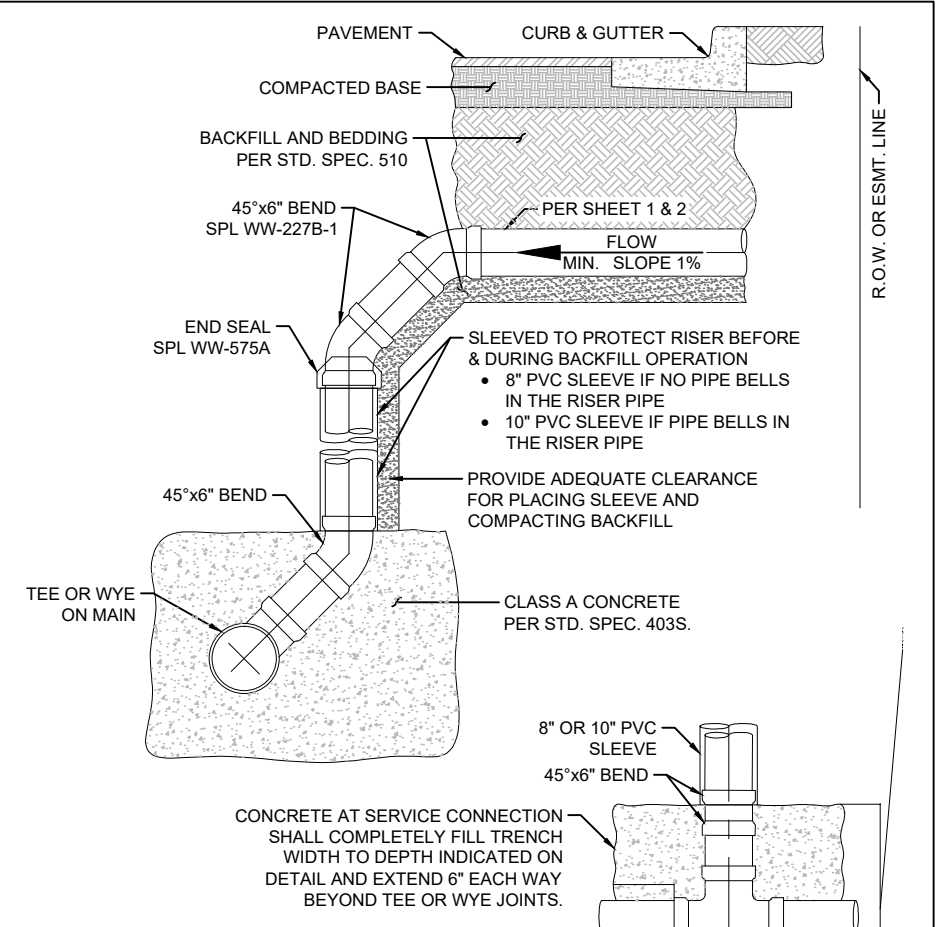 PAVEMENT
CURB & GUTTER
COMPACTED BASE
BACKFILL AND BEDDING
PER STD. SPEC. 510
R.O.W. OR ESMT. LINE
45°x6" BEND
SPL WW-227B-1
PER SHEET 1 & 2
FLOW
MIN. SLOPE 1%
END SEAL
SPL WW-575A
SLEEVED TO PROTECT RISER BEFORE
& DURING BACKFILL OPERATION
• 8" PVC SLEEVE IF NO PIPE BELLS
IN THE RISER PIPE
• 10" PVC SLEEVE IF PIPE BELLS IN
THE RISER PIPE
PROVIDE ADEQUATE CLEARANCE
FOR PLACING SLEEVE AND
COMPACTING BACKFILL
45°x6" BEND
TEE OR WYE
ON MAIN
CLASS A CONCRETE
PER STD. SPEC. 403S.
8" OR 10" PVC
SLEEVE
45°x6" BEND
CONCRETE AT SERVICE CONNECTION
SHALL COMPLETELY FILL TRENCH
WIDTH TO DEPTH INDICATED ON
DETAIL AND EXTEND 6" EACH WAY
BEYOND TEE OR WYE JOINTS.